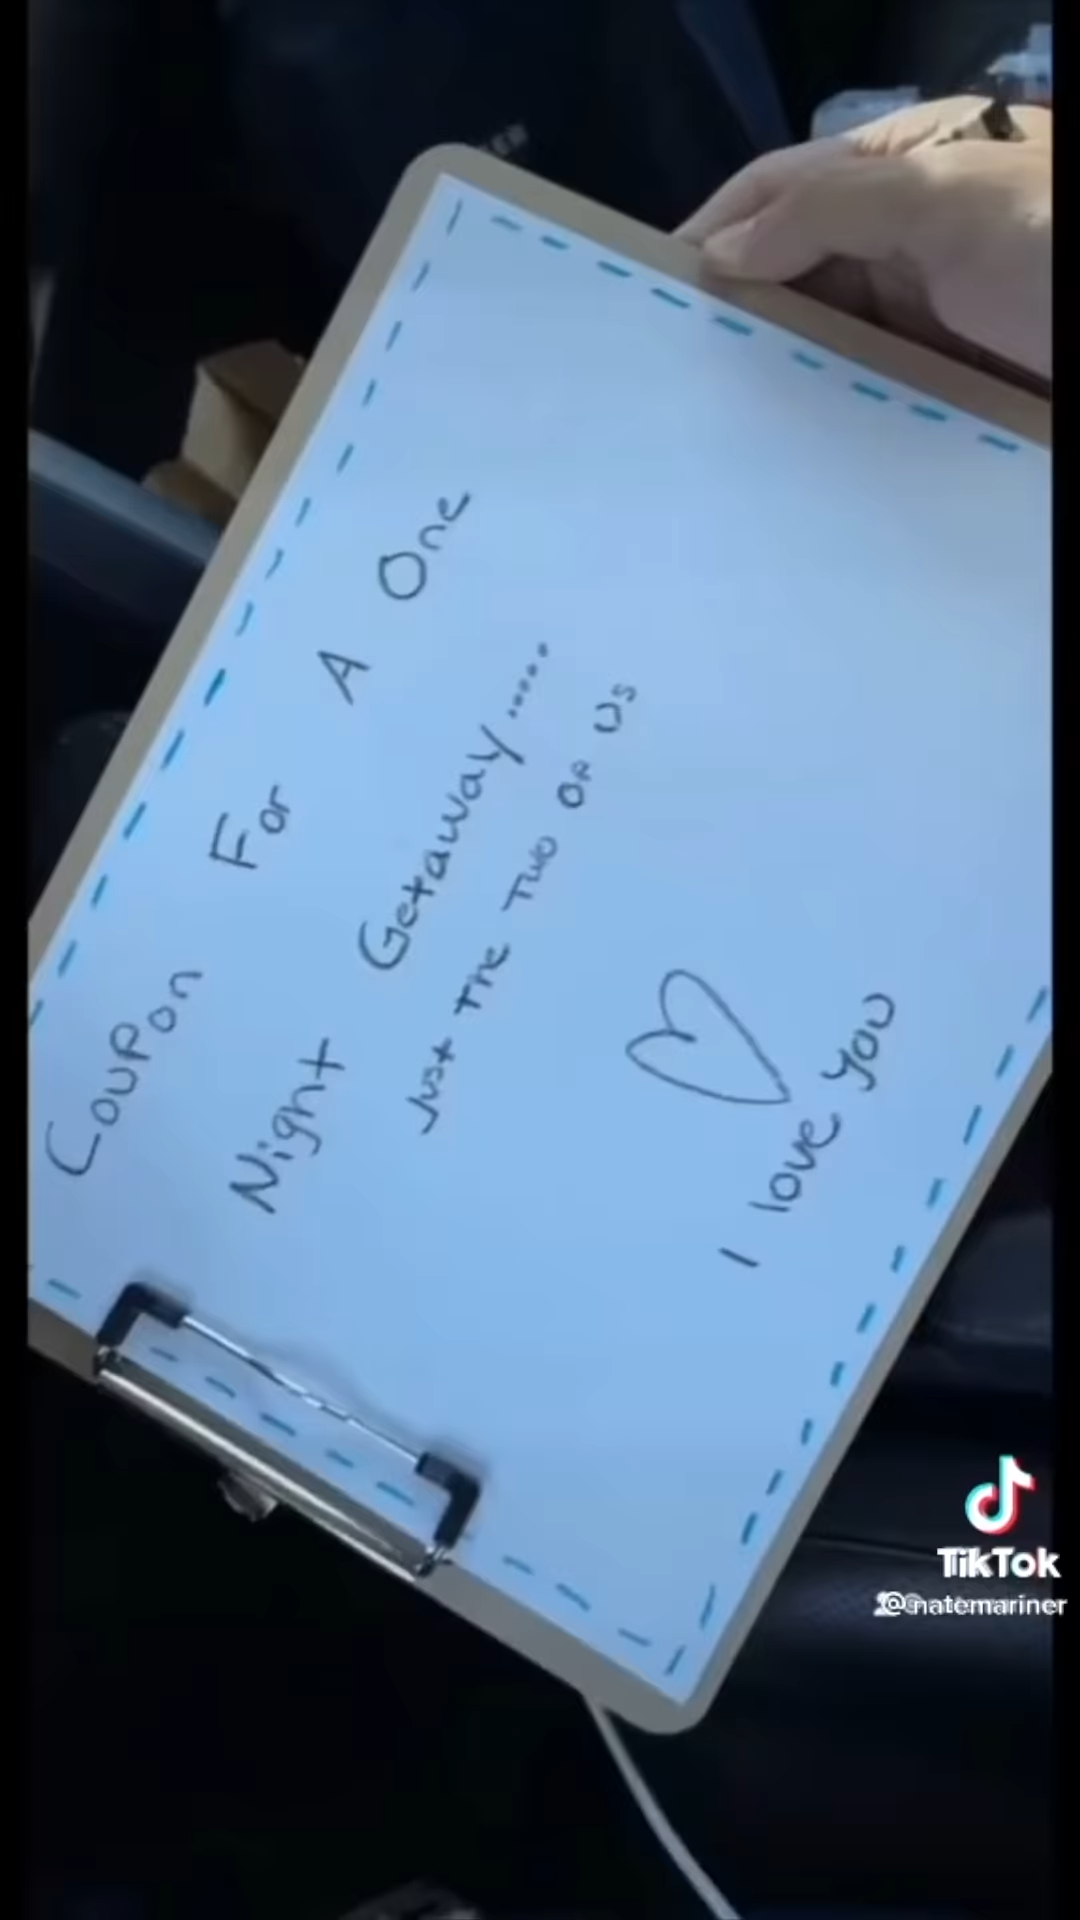 Coupon For A One
Night Getaway.....
Just The Two OF US
I love you
TikTok
@natemariner